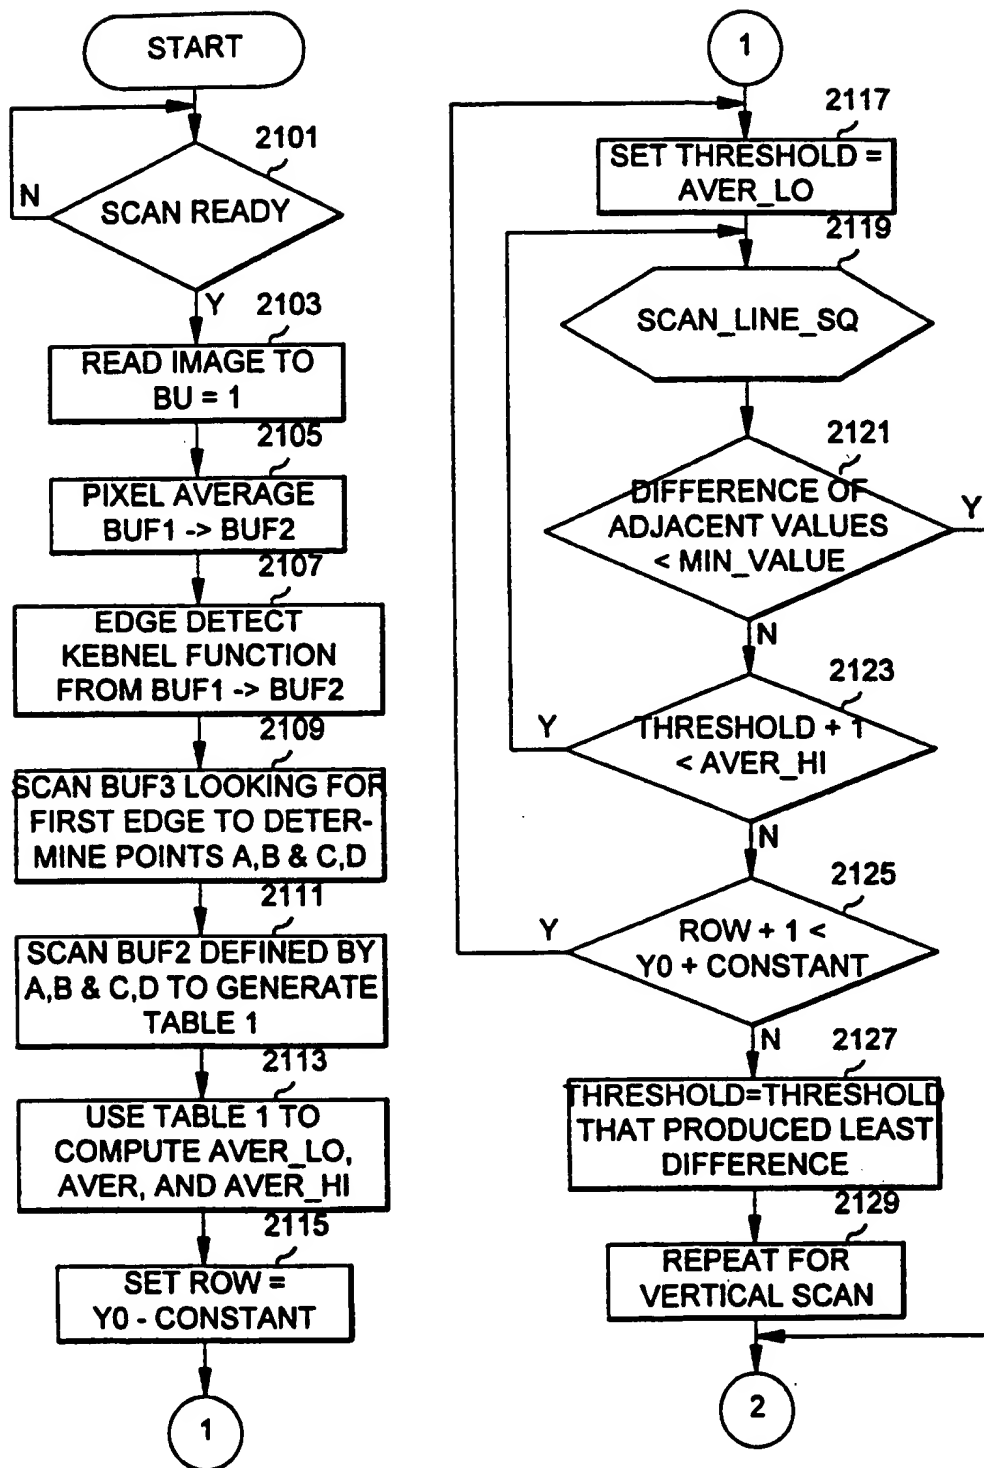 START
2101
N
SCAN READY
Y
2103
READ IMAGE TO
BU = 1
2105
PIXEL AVERAGE
BUF1 -> BUF2
2107
EDGE DETECT
KEBNEL FUNCTION
FROM BUF1 -> BUF2
2109
SCAN BUF3 LOOKING FOR
FIRST EDGE TO DETER-
MINE POINTS A,B & C,D
2111
SCAN BUF2 DEFINED BY
A,B & C,D TO GENERATE
TABLE 1
2113
USE TABLE 1 TO
COMPUTE AVER_LO,
AVER, AND AVER_HI
2115
SET ROW =
Y0 - CONSTANT
1
1
2117
SET THRESHOLD =
AVER_LO
2119
SCAN_LINE_SQ
2121
DIFFERENCE OF
ADJACENT VALUES
< MIN_VALUE
Y
N
2123
Y
THRESHOLD + 1
< AVER_HI
N
2125
Y
ROW + 1 <
Y0 + CONSTANT
N
2127
THRESHOLD=THRESHOLD
THAT PRODUCED LEAST
DIFFERENCE
2129
REPEAT FOR
VERTICAL SCAN
2